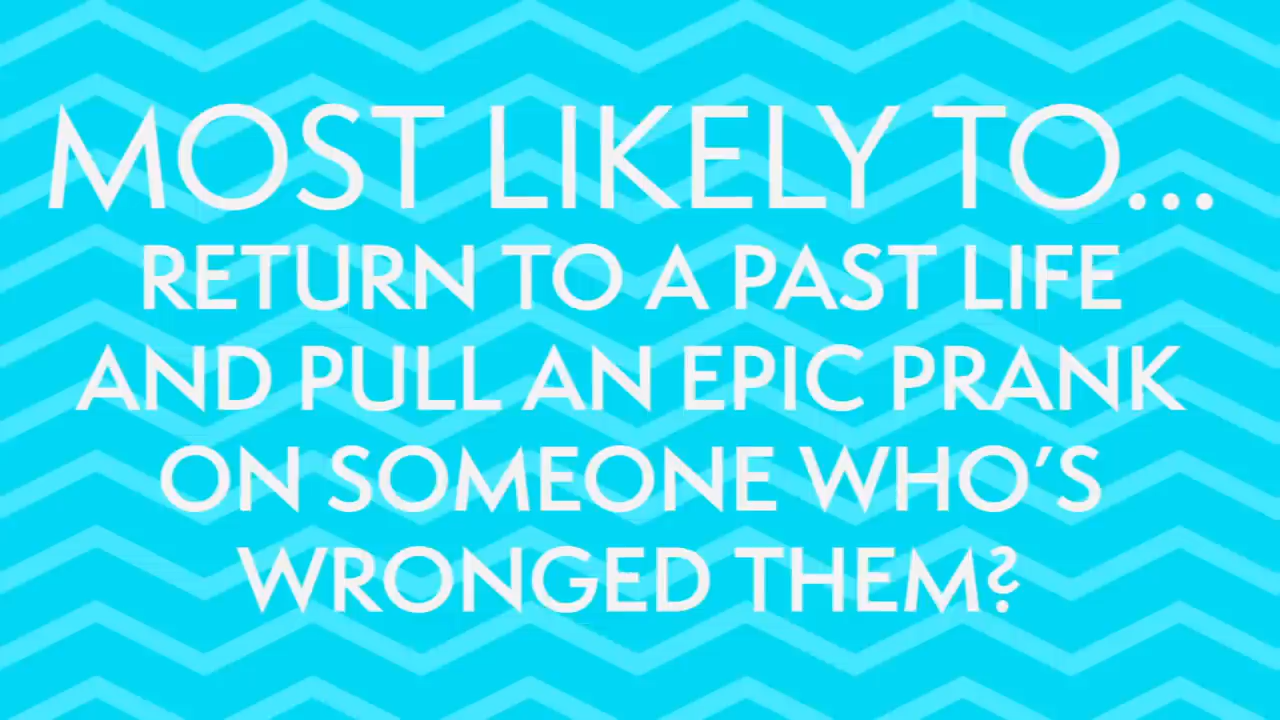 MOST LIKELY TO...
RETURN TO A PAST LIFE
AND PULL AN EPIC PRANK
ON SOMEONE WHO’S
WRONGED THEM?